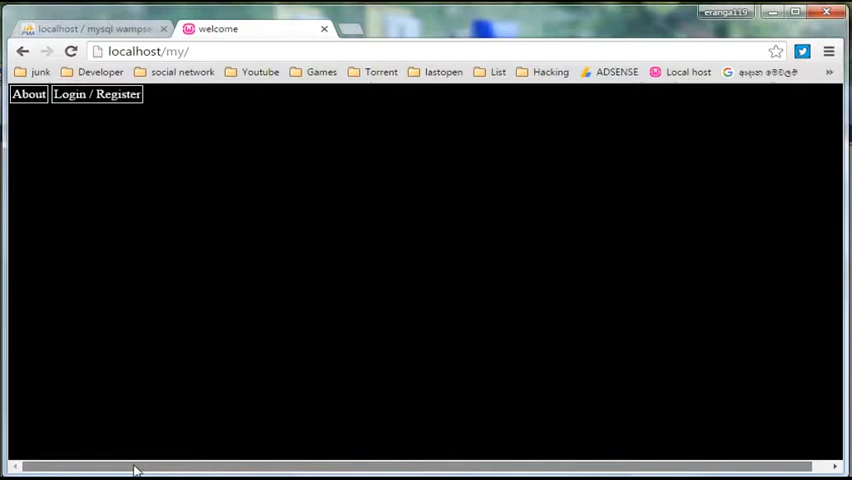 eranga119
localhost / mysql wampse
welcome
localhost/my/
junk Developer social network Youtube Games Torrent lastopen List Hacking ADSENSE Local host »
About Login / Register